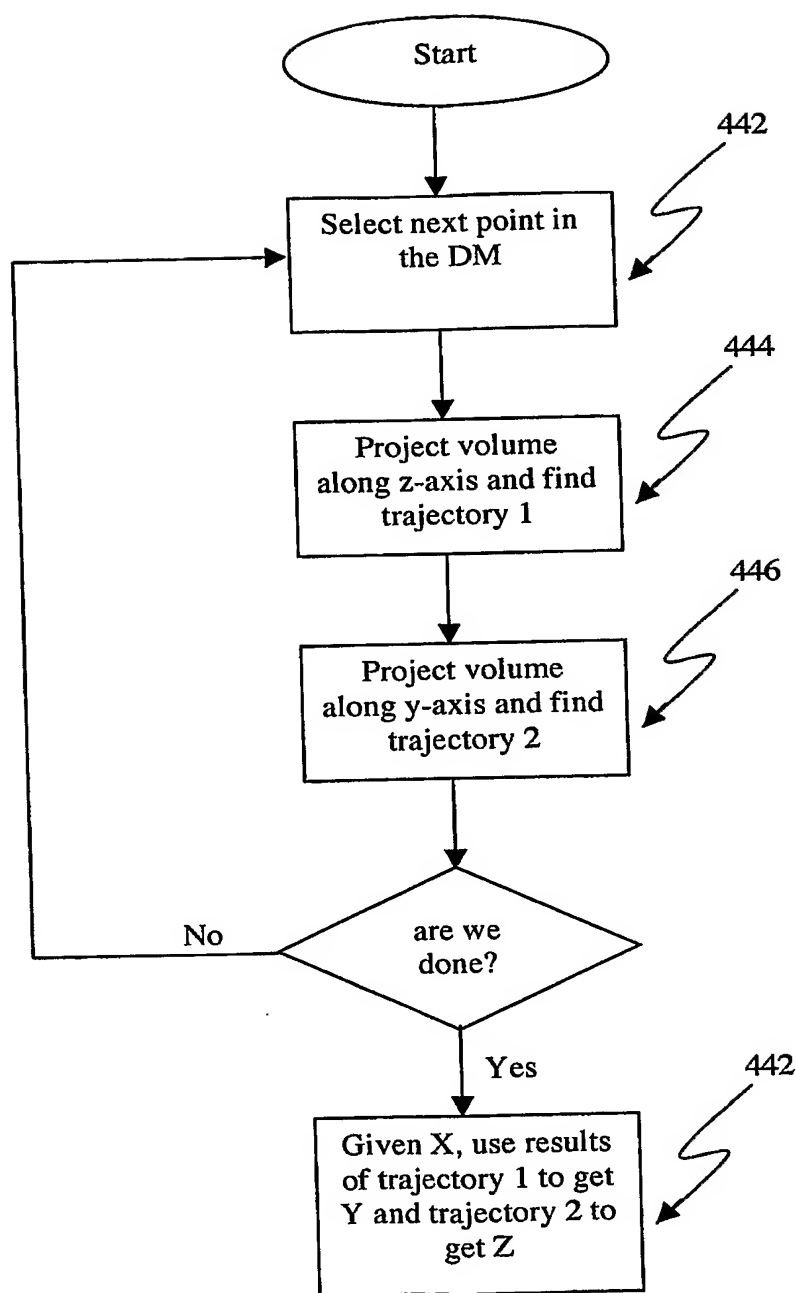 Start
442
Select next point in
the DM
444
Project volume
along z-axis and find
trajectory 1
446
Project volume
along y-axis and find
trajectory 2
No
are we
done?
Yes
442
Given X, use results
of trajectory 1 to get
Y and trajectory 2 to
get Z